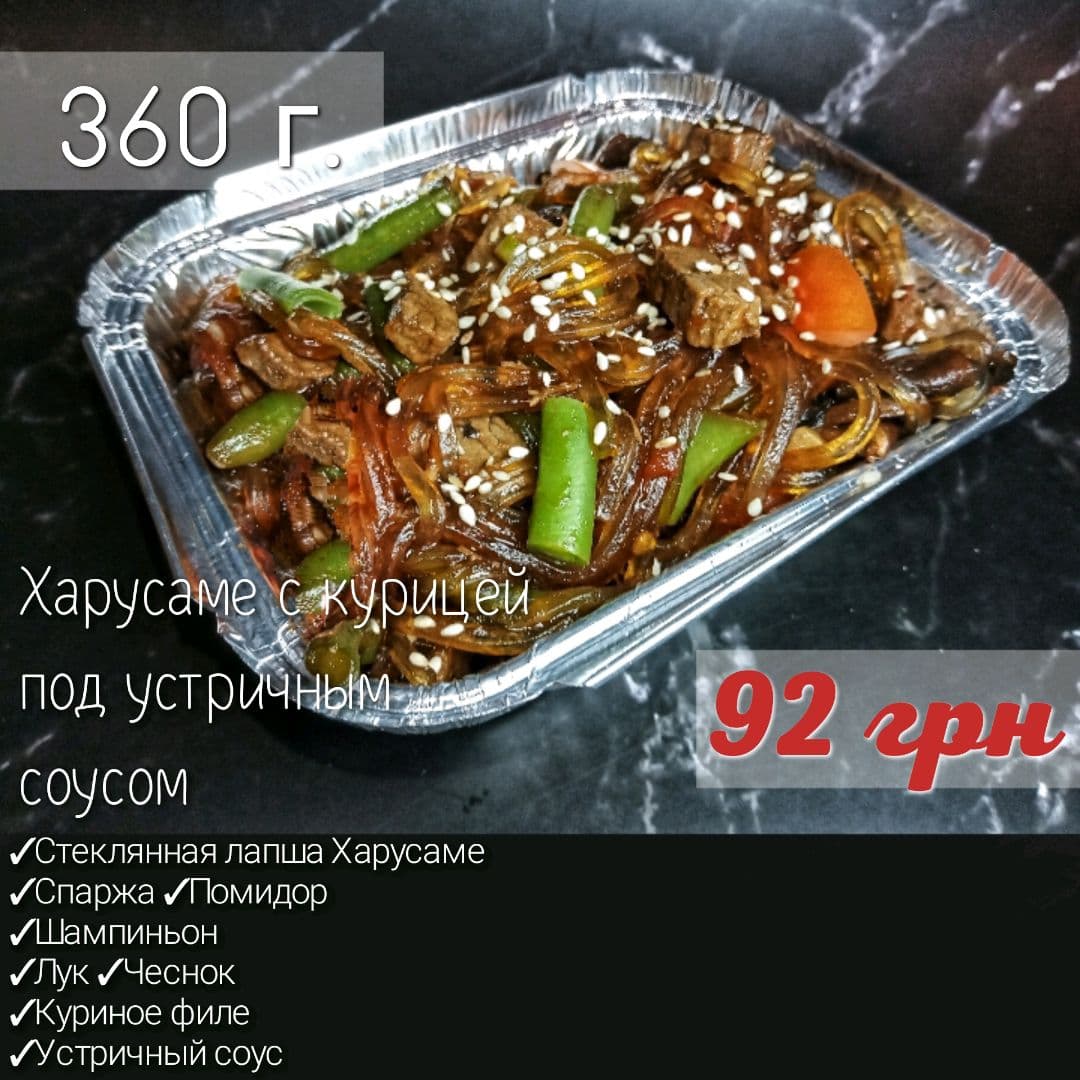 360 г.
Харусаме с курицей
под устричным
соусом
92 грн
✓Стеклянная лапша Харусаме
✓Спаржа ✓Помидор
✓Шампиньон
✓Лук ✓Чеснок
✓Куриное филе
✓Устричный соус